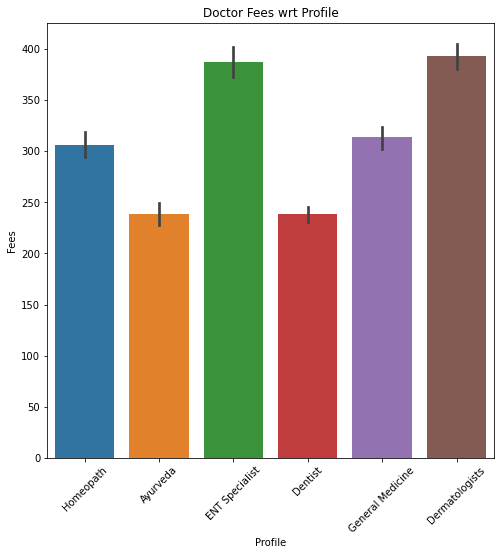 Doctor Fees wrt Profile
400
350
300
250
200
150
100
50
0
Fees
Homeopath
Ayurveda
ENT Specialist
Dentist
General Medicine
Dermatologists
Profile